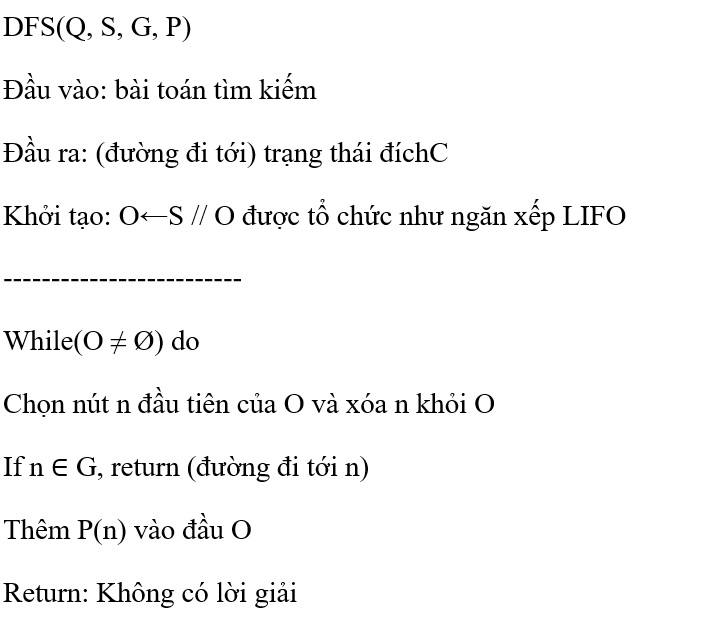 DFS(Q, S, G, P)
Đầu vào: bài toán tìm kiếm
Đầu ra: (đường đi tới) trạng thái đíchC
Khởi tạo: O←S // O được tổ chức như ngăn xếp LIFO
-------------------------
While(O ≠ Ø) do
Chọn nút n đầu tiên của O và xóa n khỏi O
If n ∈ G, return (đường đi tới n)
Thêm P(n) vào đầu O
Return: Không có lời giải